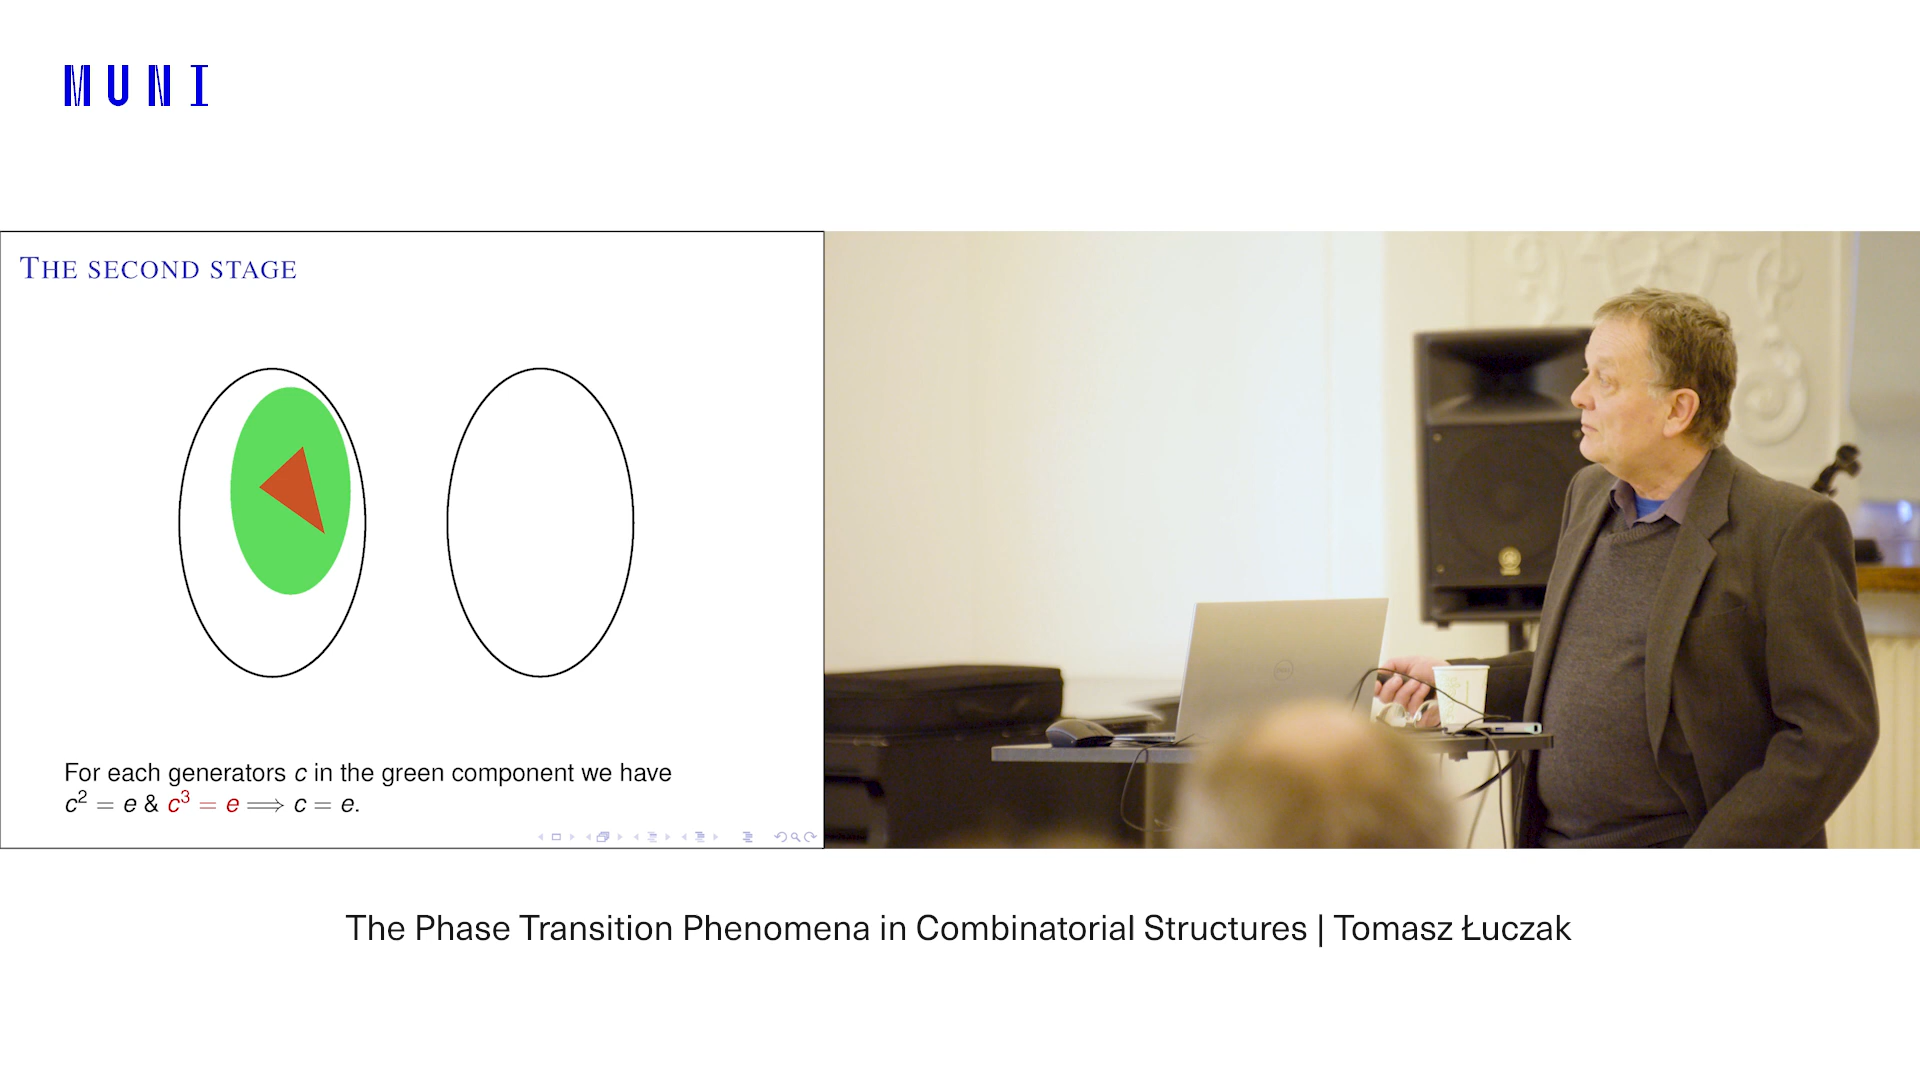 MUNI
THE SECOND STAGE
For each generators c in the green component we have
c² = e & c³ = e ⟹ c = e.
The Phase Transition Phenomena in Combinatorial Structures | Tomasz Łuczak